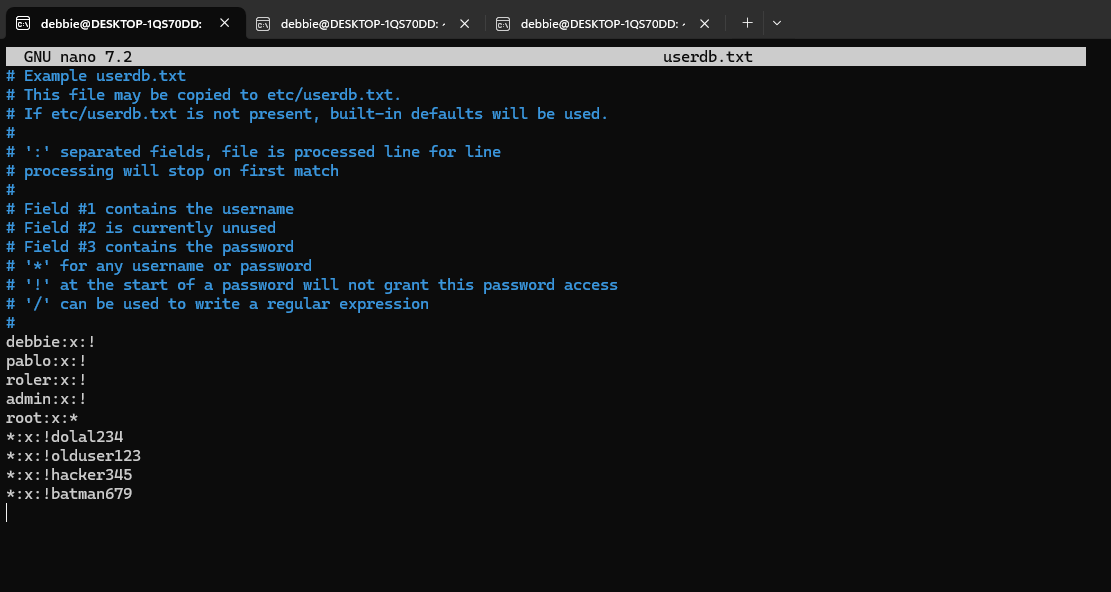 debbie@DESKTOP-1QS70DD: debbie@DESKTOP-1QS70DD: debbie@DESKTOP-1QS70DD:
GNU nano 7.2 userdb.txt
# Example userdb.txt
# This file may be copied to etc/userdb.txt.
# If etc/userdb.txt is not present, built-in defaults will be used.
#
# ':' separated fields, file is processed line for line
# processing will stop on first match
#
# Field #1 contains the username
# Field #2 is currently unused
# Field #3 contains the password
# '*' for any username or password
# '!' at the start of a password will not grant this password access
# '/' can be used to write a regular expression
#
debbie:x:!
pablo:x:!
roler:x:!
admin:x:!
root:x:*
*:x:!dolal234
*:x:!olduser123
*:x:!hacker345
*:x:!batman679